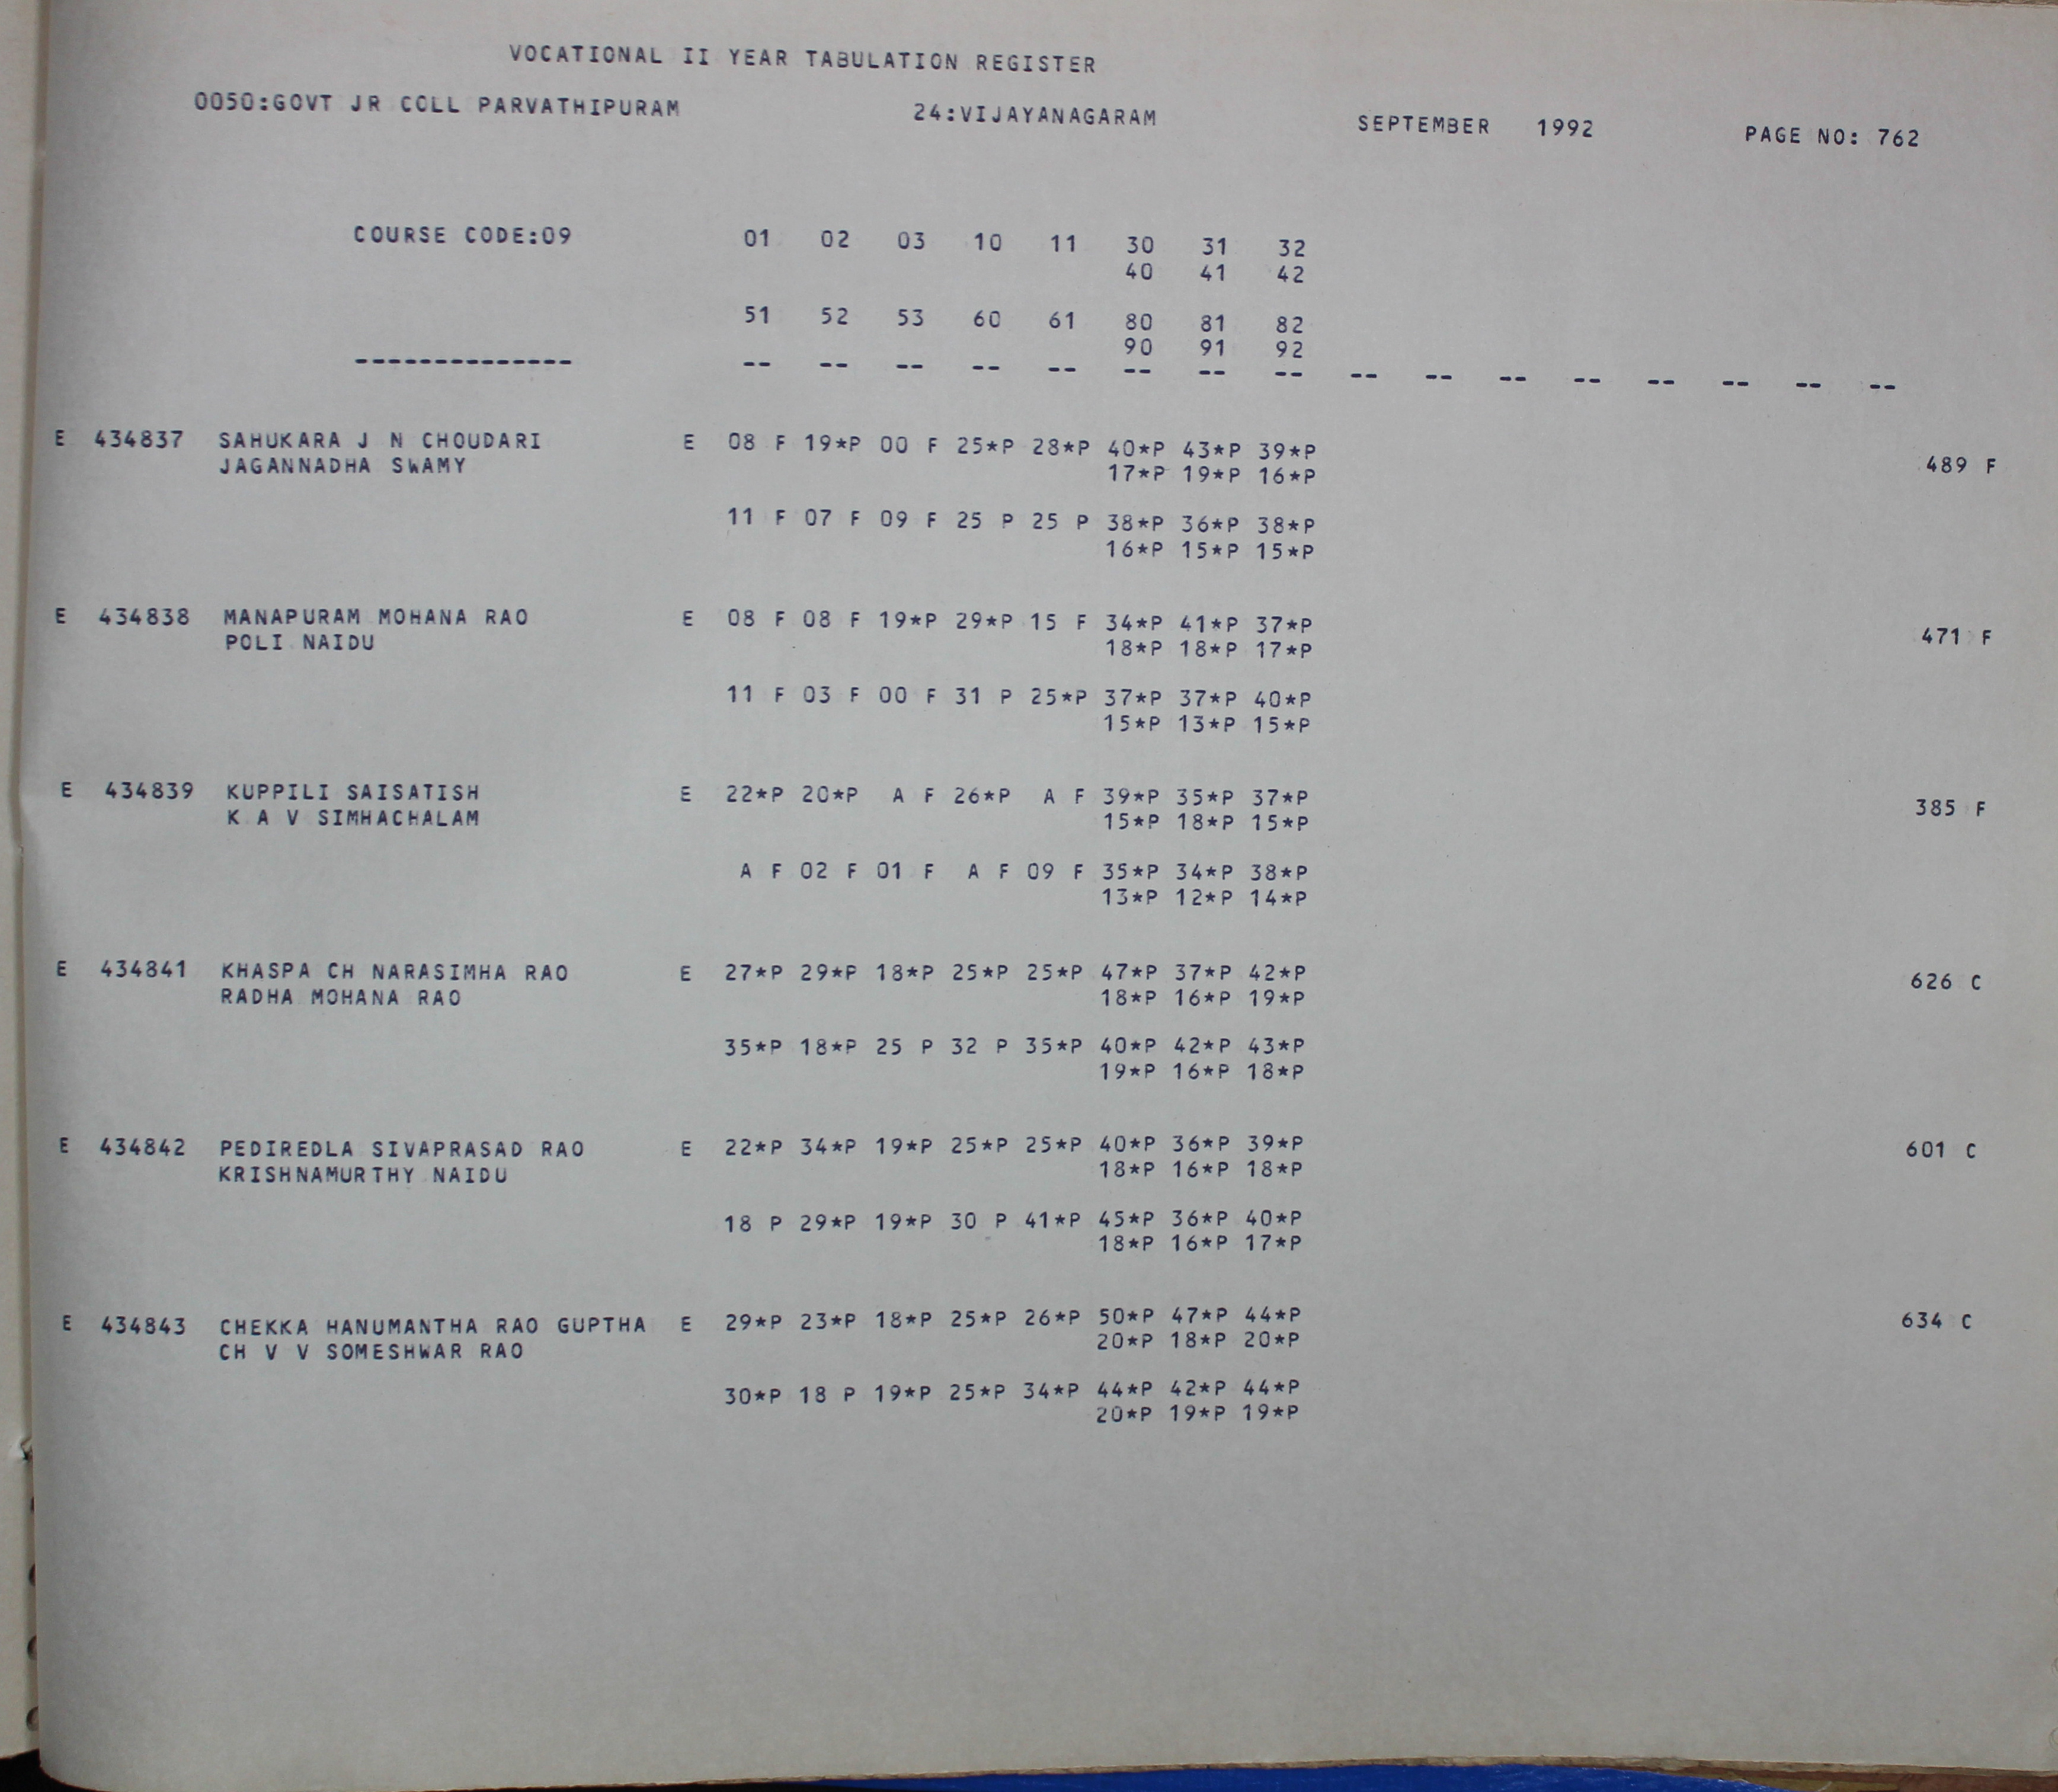 VOCATIONAL II YEAR TABULATION REGISTER
0050:GOVT JR COLL PARVATHIPURAM 24:VIJAYANAGARAM SEPTEMBER 1992 PAGE NO: 762
COURSE CODE:09 01 02 03 10 11 30 31 32
40 41 42
51 52 53 60 61 80 81 82
90 91 92
-------------- -- -- -- -- -- -- -- -- -- -- -- -- -- -- -- --
E 434837 SAHUKARA J N CHOUDARI E 08 F 19*P 00 F 25*P 28*P 40*P 43*P 39*P 489 F
JAGANNADHA SWAMY 17*P 19*P 16*P
11 F 07 F 09 F 25 P 25 P 38*P 36*P 38*P
16*P 15*P 15*P
E 434838 MANAPURAM MOHANA RAO E 08 F 08 F 19*P 29*P 15 F 34*P 41*P 37*P 471 F
POLI NAIDU 18*P 18*P 17*P
11 F 03 F 00 F 31 P 25*P 37*P 37*P 40*P
15*P 13*P 15*P
E 434839 KUPPILI SAISATISH E 22*P 20*P A F 26*P A F 39*P 35*P 37*P 385 F
K A V SIMHACHALAM 15*P 18*P 15*P
A F 02 F 01 F A F 09 F 35*P 34*P 38*P
13*P 12*P 14*P
E 434841 KHASPA CH NARASIMHA RAO E 27*P 29*P 18*P 25*P 25*P 47*P 37*P 42*P 626 C
RADHA MOHANA RAO 18*P 16*P 19*P
35*P 18*P 25 P 32 P 35*P 40*P 42*P 43*P
19*P 16*P 18*P
E 434842 PEDIREDLA SIVAPRASAD RAO E 22*P 34*P 19*P 25*P 25*P 40*P 36*P 39*P 601 C
KRISHNAMURTHY NAIDU 18*P 16*P 18*P
18 P 29*P 19*P 30 P 41*P 45*P 36*P 40*P
18*P 16*P 17*P
E 434843 CHEKKA HANUMANTHA RAO GUPTHA E 29*P 23*P 18*P 25*P 26*P 50*P 47*P 44*P 634 C
CH V V SOMESHWAR RAO 20*P 18*P 20*P
30*P 18 P 19*P 25*P 34*P 44*P 42*P 44*P
20*P 19*P 19*P